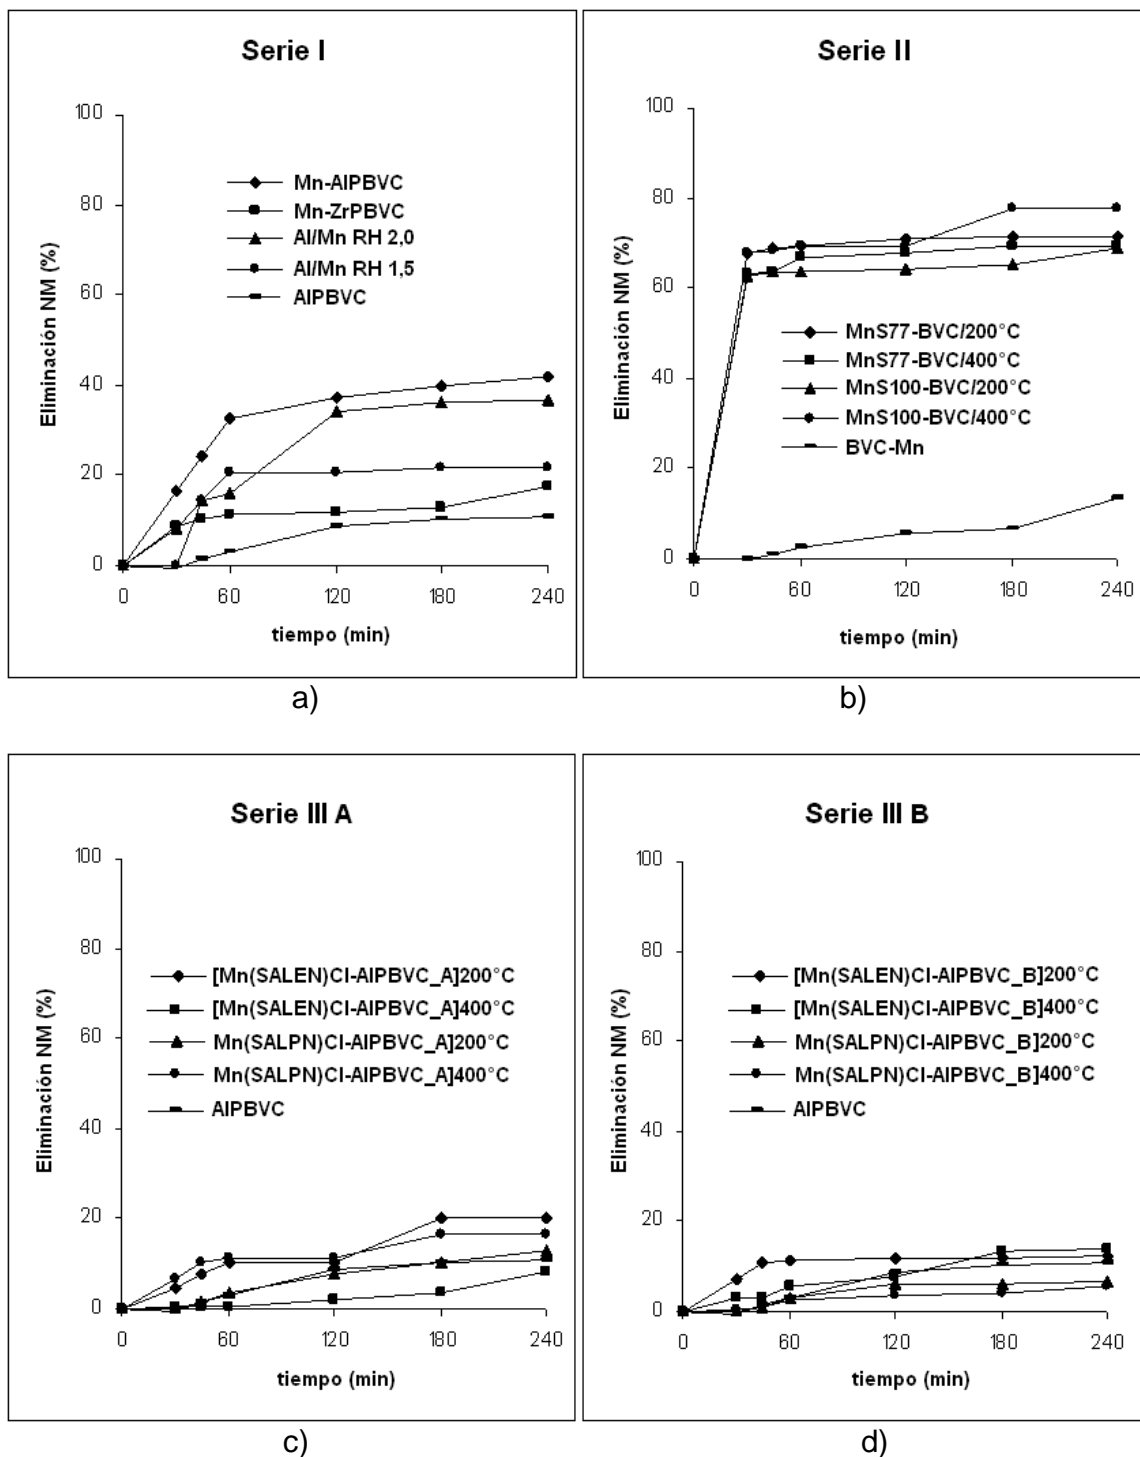 Serie I
Eliminación NM (%)
100
80
60
40
20
0
Mn-AlPBVC
Mn-ZrPBVC
Al/Mn RH 2,0
Al/Mn RH 1,5
AlPBVC
0 60 120 180 240
tiempo (min)
a)
Serie II
Eliminación NM (%)
100
80
60
40
20
0
MnS77-BVC/200°C
MnS77-BVC/400°C
MnS100-BVC/200°C
MnS100-BVC/400°C
BVC-Mn
0 60 120 180 240
tiempo (min)
b)
Serie III A
Eliminación NM (%)
100
80
60
40
20
0
[Mn(SALEN)Cl-AlPBVC_A]200°C
[Mn(SALEN)Cl-AlPBVC_A]400°C
Mn(SALPN)Cl-AlPBVC_A]200°C
Mn(SALPN)Cl-AlPBVC_A]400°C
AlPBVC
0 60 120 180 240
tiempo (min)
c)
Serie III B
Eliminación NM (%)
100
80
60
40
20
0
[Mn(SALEN)Cl-AlPBVC_B]200°C
[Mn(SALEN)Cl-AlPBVC_B]400°C
Mn(SALPN)Cl-AlPBVC_B]200°C
Mn(SALPN)Cl-AlPBVC_B]400°C
AlPBVC
0 60 120 180 240
tiempo (min)
d)